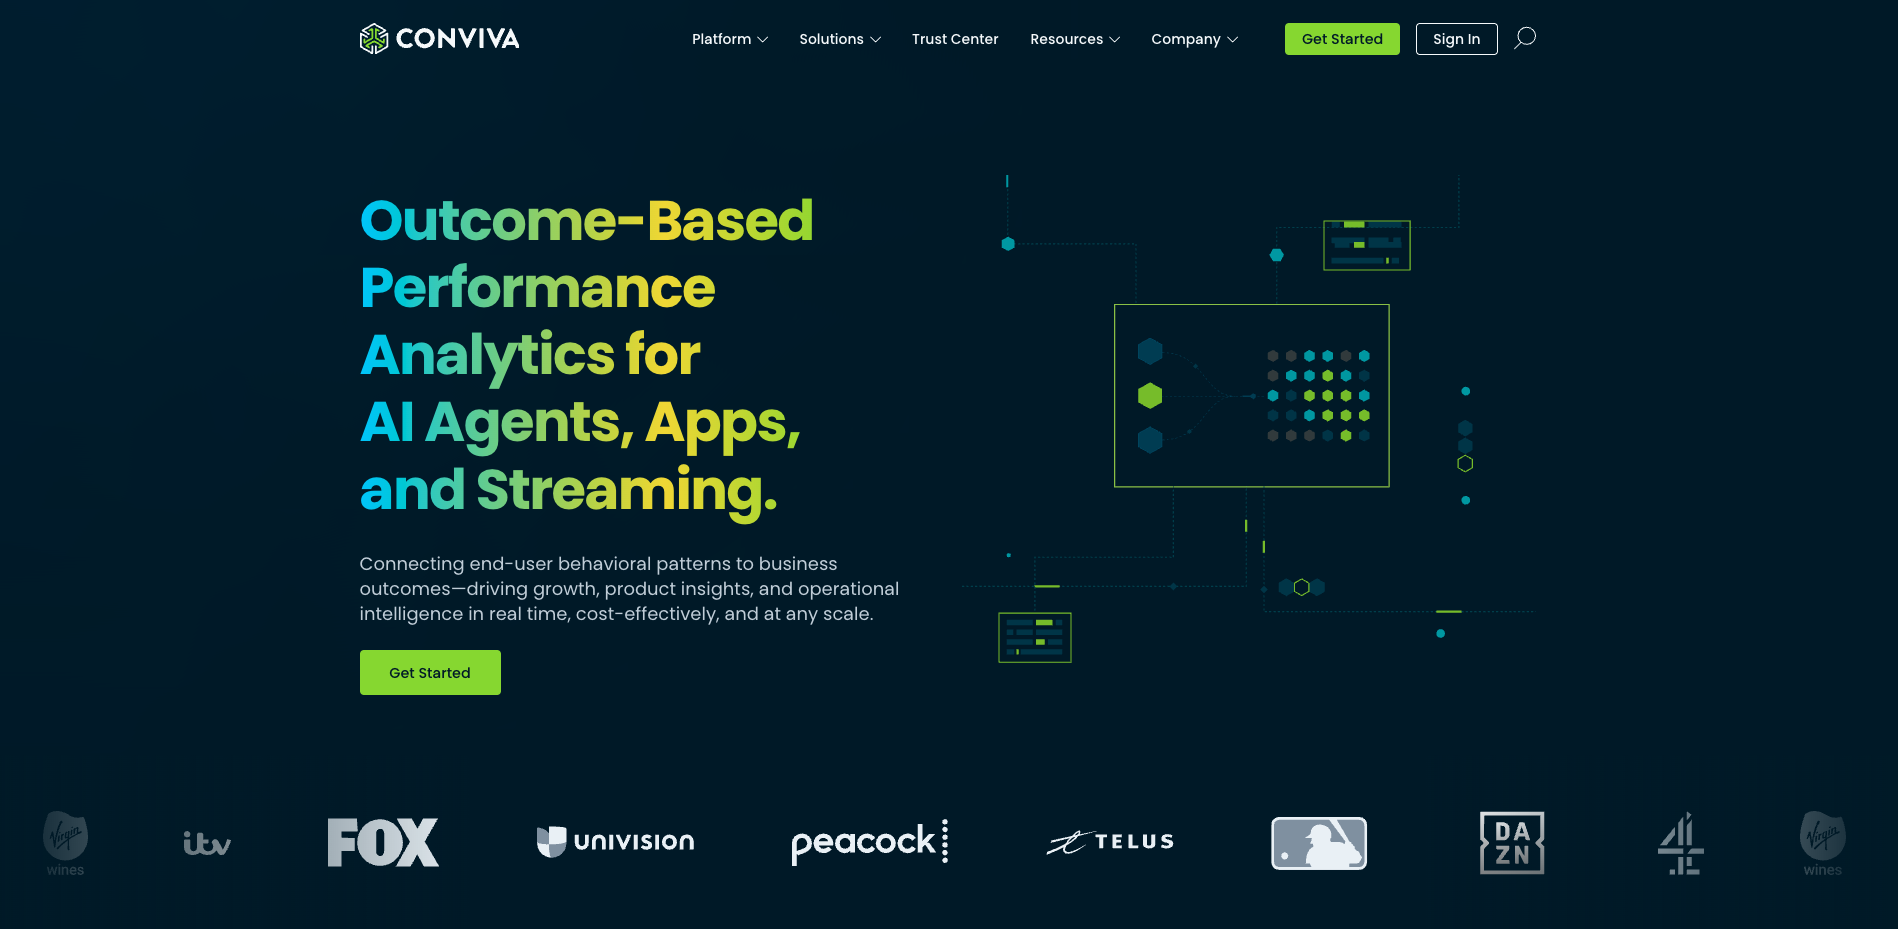 CONVIVA
Platform
Solutions
Trust Center
Resources
Company
Get Started
Sign In
Outcome-Based
Performance
Analytics for
AI Agents, Apps,
and Streaming.
Connecting end-user behavioral patterns to business
outcomes—driving growth, product insights, and operational
intelligence in real time, cost-effectively, and at any scale.
Get Started
Virgin
wines
itv
FOX
UNIVISION
peacock
TELUS
DA
ZN
4
Virgin
wines